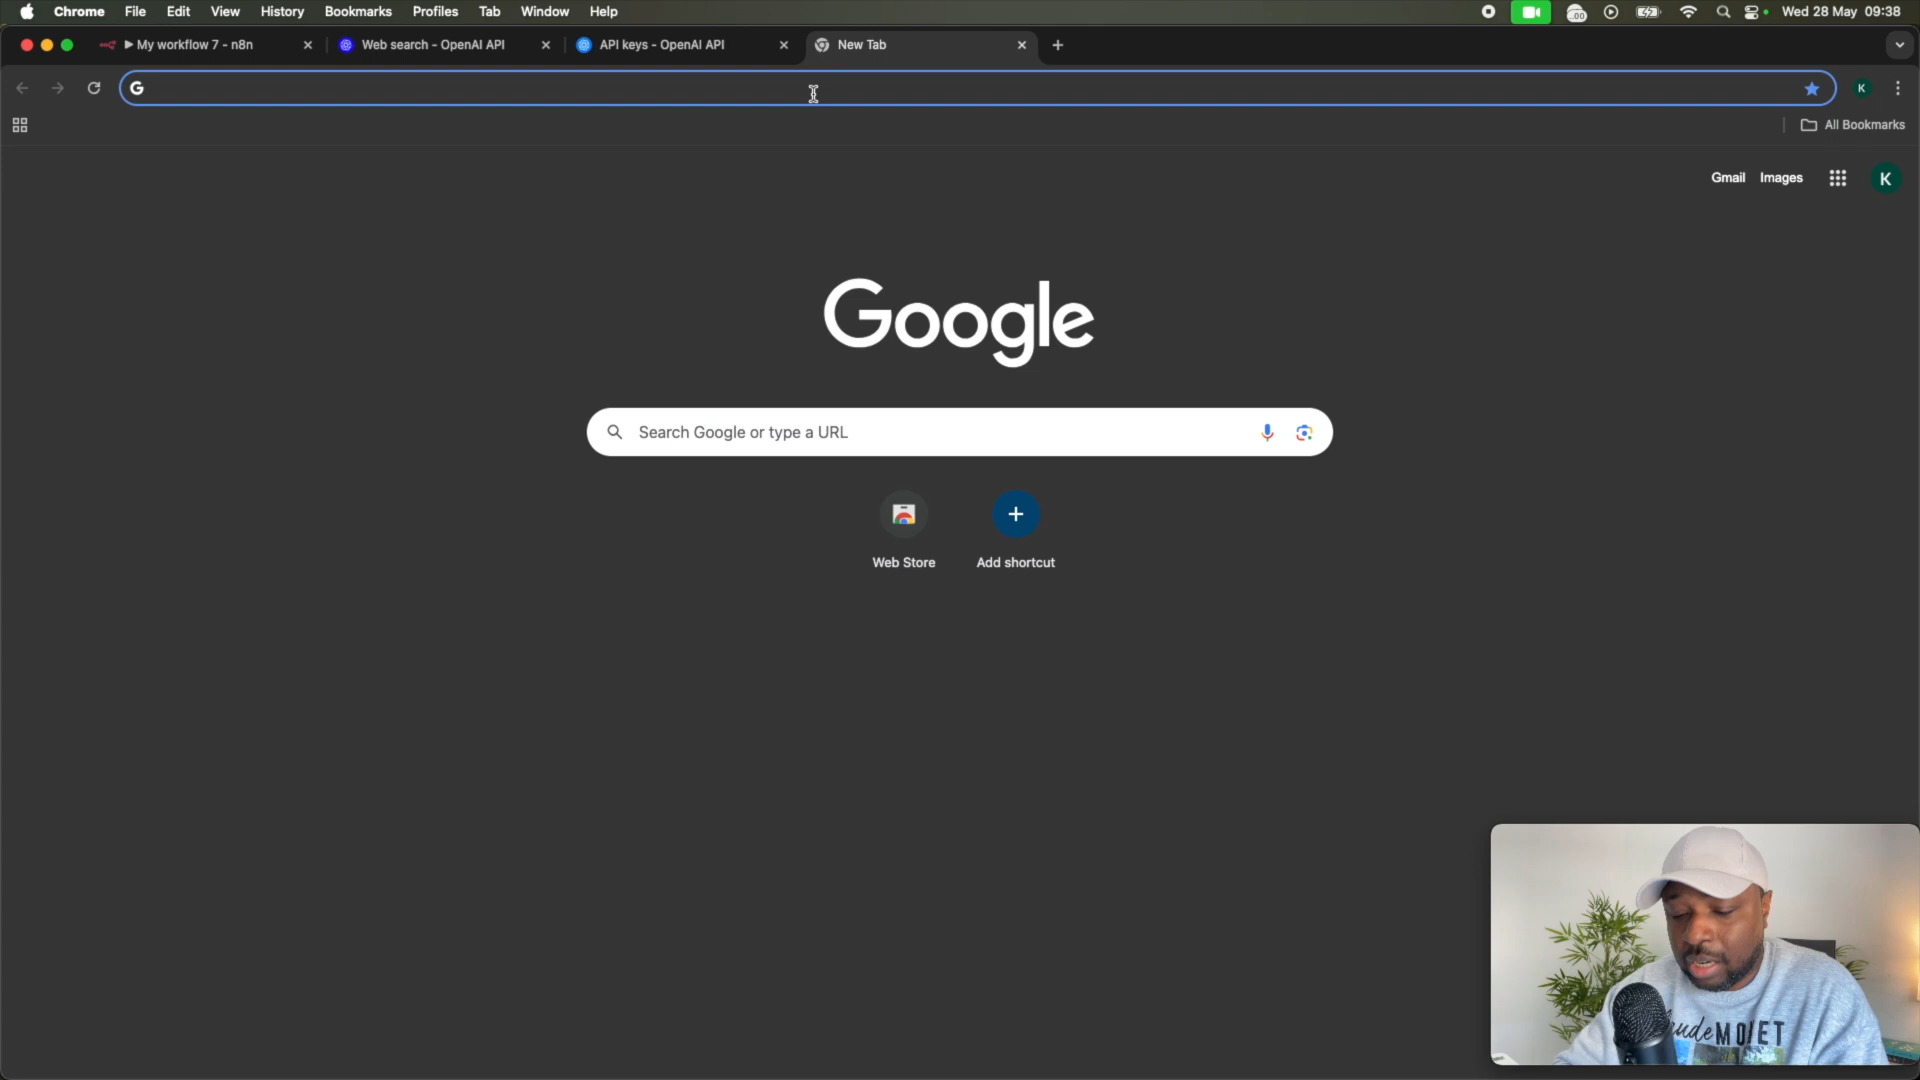 Chrome File Edit View History Bookmarks Profiles Tab Window Help
Wed 28 May 09:38
My workflow 7 - n8n
Web search - OpenAI API
API keys - OpenAI API
New Tab
G
K
All Bookmarks
Gmail Images
K
Google
Search Google or type a URL
Web Store
Add shortcut
MO
ET